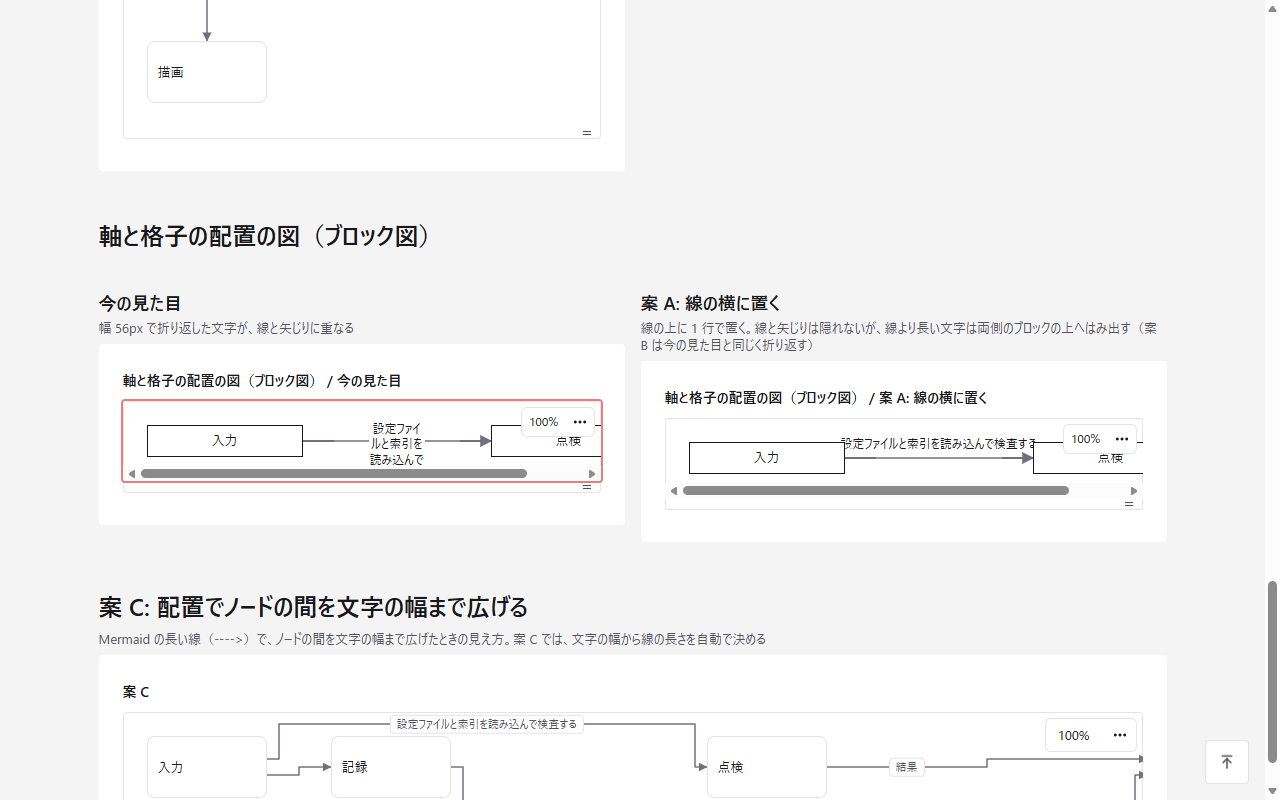 描画
軸と格子の配置の図（ブロック図）
今の見た目
幅 56px で折り返した文字が、線と矢じりに重なる
軸と格子の配置の図（ブロック図） / 今の見た目
100%
入力
設定ファイ
ルと索引を
読み込んで
点検
案 A: 線の横に置く
線の上に 1 行で置く。線と矢じりは隠れないが、線より長い文字は両側のブロックの上へはみ出す（案
B は今の見た目と同じく折り返す）
軸と格子の配置の図（ブロック図） / 案 A: 線の横に置く
100%
設定ファイルと索引を読み込んで検査する
入力
点検
案 C: 配置でノードの間を文字の幅まで広げる
Mermaid の長い線（---->）で、ノードの間を文字の幅まで広げたときの見え方。案 C では、文字の幅から線の長さを自動で決める
案 C
設定ファイルと索引を読み込んで検査する
100%
入力
記録
点検
結果